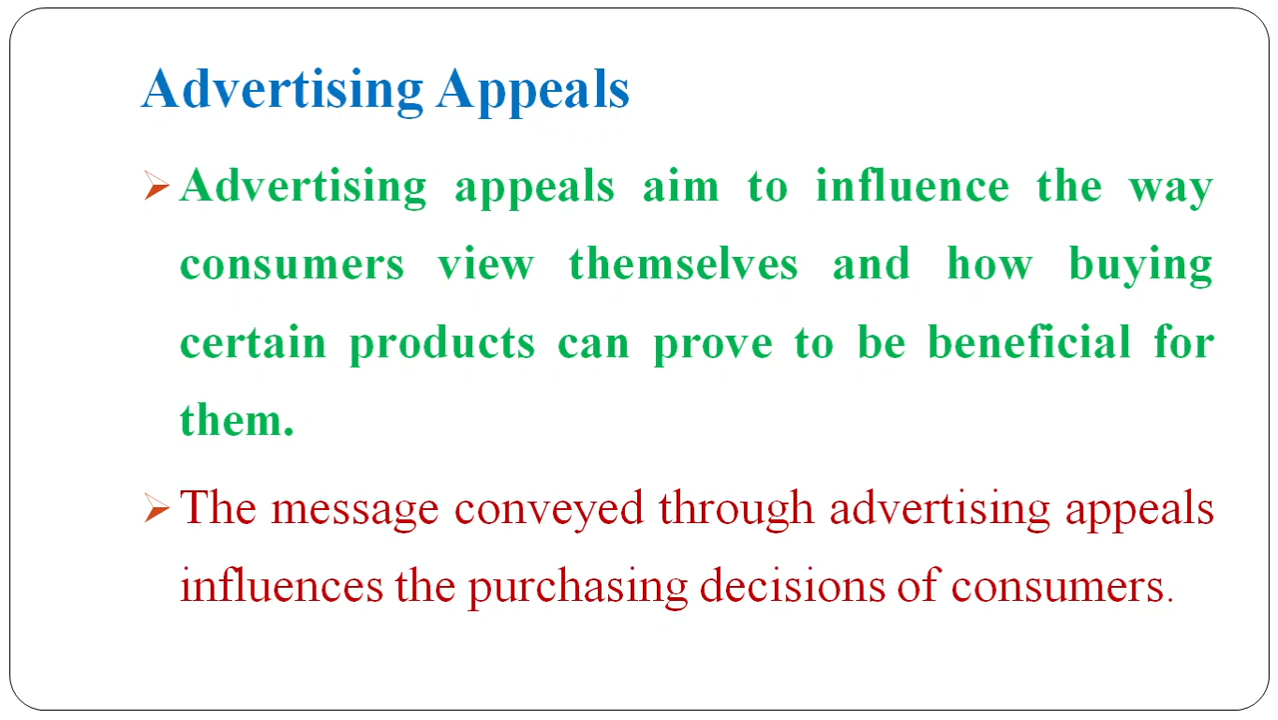 Advertising Appeals
Advertising appeals aim to influence the way
consumers view themselves and how buying
certain products can prove to be beneficial for
them.
The message conveyed through advertising appeals
influences the purchasing decisions of consumers.